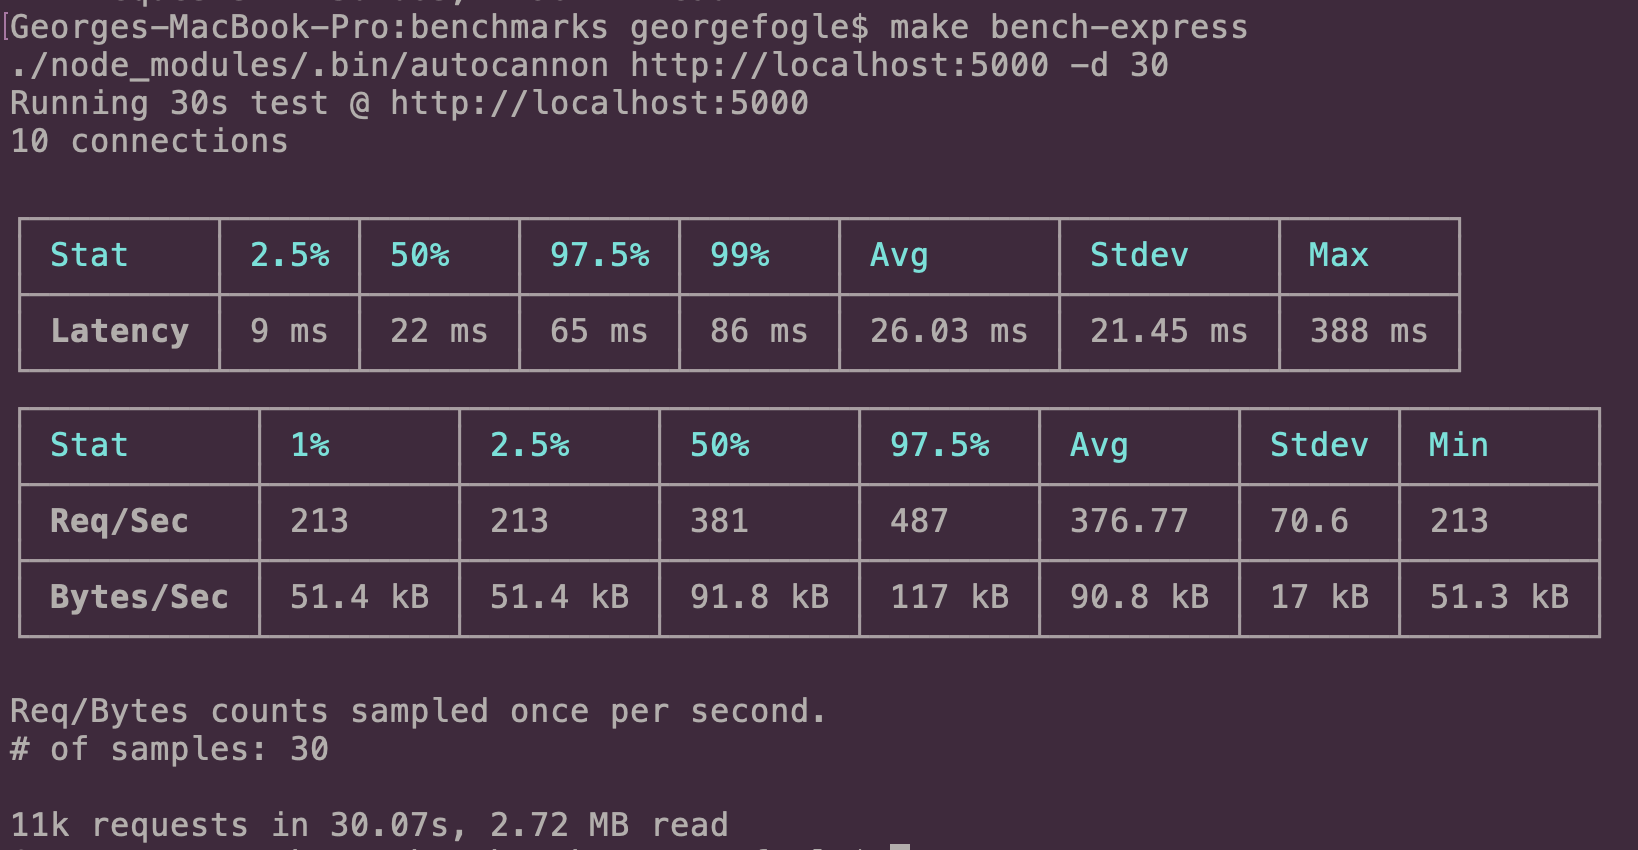 Georges-MacBook-Pro:benchmarks georgefogle$ make bench-express
./node_modules/.bin/autocannon http://localhost:5000 -d 30
Running 30s test @ http://localhost:5000
10 connections
Stat 2.5% 50% 97.5% 99% Avg Stdev Max
Latency 9 ms 22 ms 65 ms 86 ms 26.03 ms 21.45 ms 388 ms
Stat 1% 2.5% 50% 97.5% Avg Stdev Min
Req/Sec 213 213 381 487 376.77 70.6 213
Bytes/Sec 51.4 kB 51.4 kB 91.8 kB 117 kB 90.8 kB 17 kB 51.3 kB
Req/Bytes counts sampled once per second.
# of samples: 30
11k requests in 30.07s, 2.72 MB read